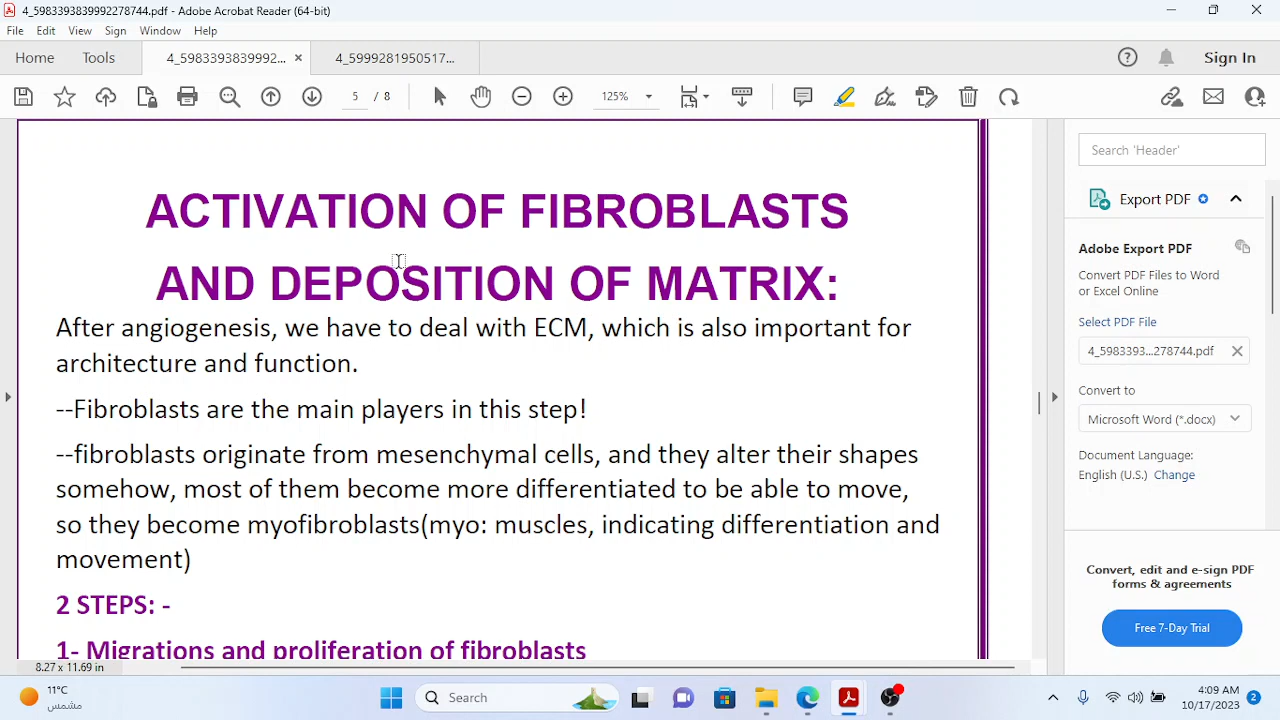 4_5983393839992278744.pdf - Adobe Acrobat Reader (64-bit)
File Edit View Sign Window Help
Home Tools 4_5983393839992... × 4_5999281950517...
Sign In
5 / 8 125%
ACTIVATION OF FIBROBLASTS
AND DEPOSITION OF MATRIX:
After angiogenesis, we have to deal with ECM, which is also important for
architecture and function.
--Fibroblasts are the main players in this step!
--fibroblasts originate from mesenchymal cells, and they alter their shapes
somehow, most of them become more differentiated to be able to move,
so they become myofibroblasts(myo: muscles, indicating differentiation and
movement)
2 STEPS: -
1- Migrations and proliferation of fibroblasts
8.27 x 11.69 in
Search 'Header'
Export PDF
Adobe Export PDF
Convert PDF Files to Word
or Excel Online
Select PDF File
4_5983393...278744.pdf
Convert to
Microsoft Word (*.docx)
Document Language:
English (U.S.) Change
Convert, edit and e-sign PDF
forms & agreements
Free 7-Day Trial
11°C
مشمس
Search
4:09 AM
10/17/2023
2